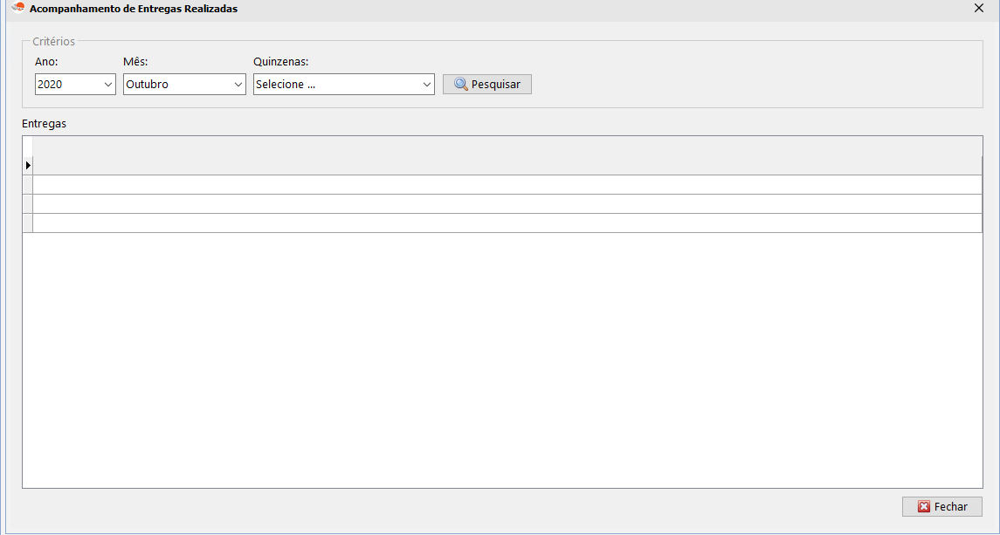 Acompanhamento de Entregas Realizadas
Critérios
Ano: Mês: Quinzenas:
2020 Outubro Selecione ... Pesquisar
Entregas
Fechar